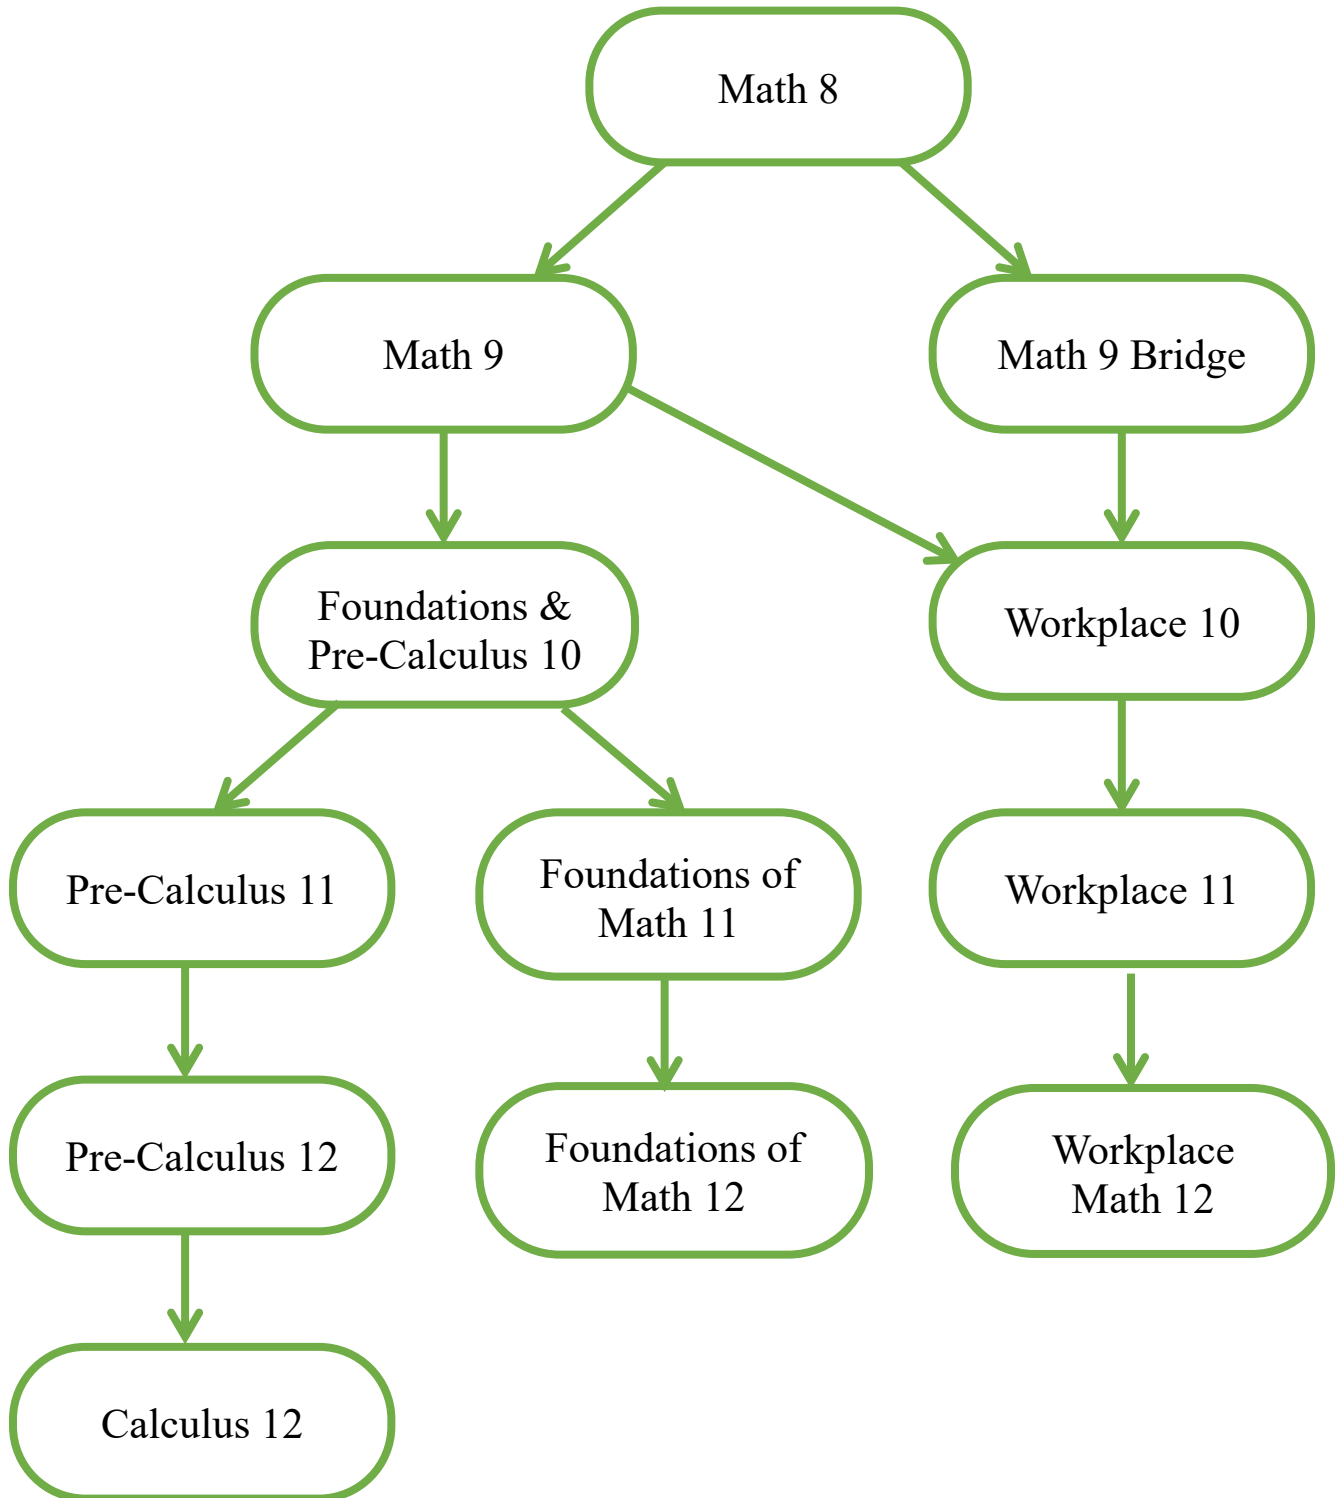 Math 8
Math 9
Math 9 Bridge
Foundations &
Pre-Calculus 10
Workplace 10
Pre-Calculus 11
Foundations of
Math 11
Workplace 11
Pre-Calculus 12
Foundations of
Math 12
Workplace
Math 12
Calculus 12